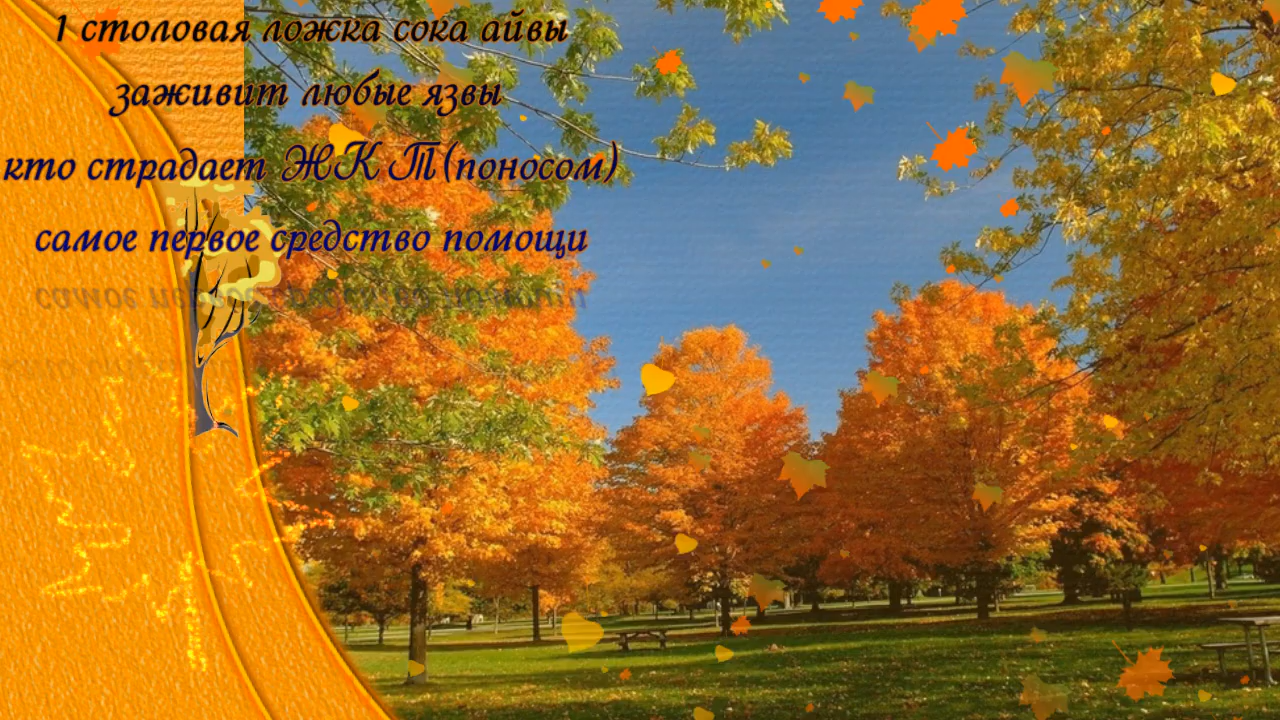 1 столовая ложка сока айвы
заживит любые язвы
кто страдает ЖКТ(поносом)
самое первое средство помощи